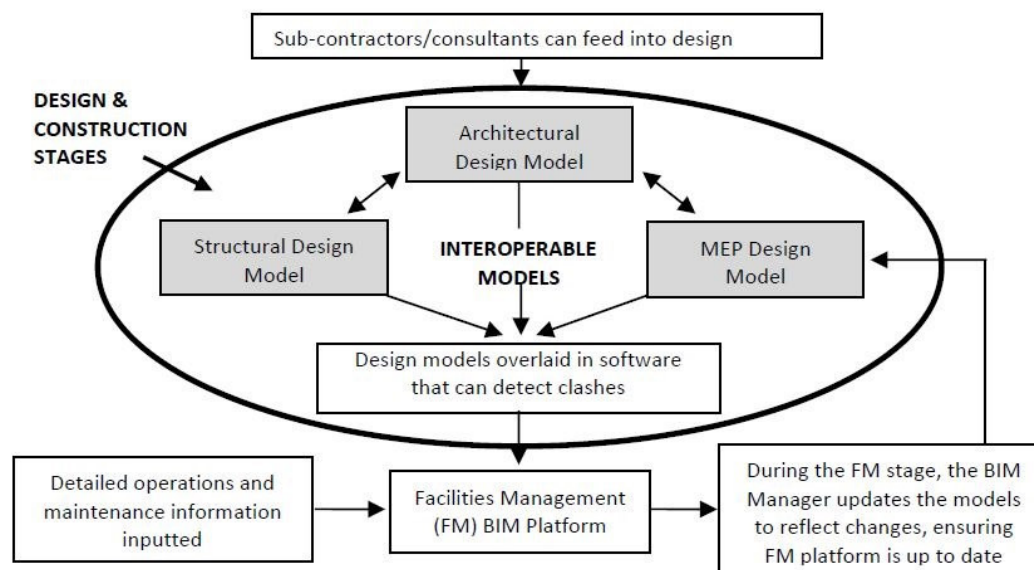 Sub-contractors/consultants can feed into design
DESIGN &
CONSTRUCTION
STAGES
Architectural
Design Model
Structural Design
Model
INTEROPERABLE
MODELS
MEP Design
Model
Design models overlaid in software
that can detect clashes
Detailed operations and
maintenance information
inputted
Facilities Management
(FM) BIM Platform
During the FM stage, the BIM
Manager updates the models
to reflect changes, ensuring
FM platform is up to date